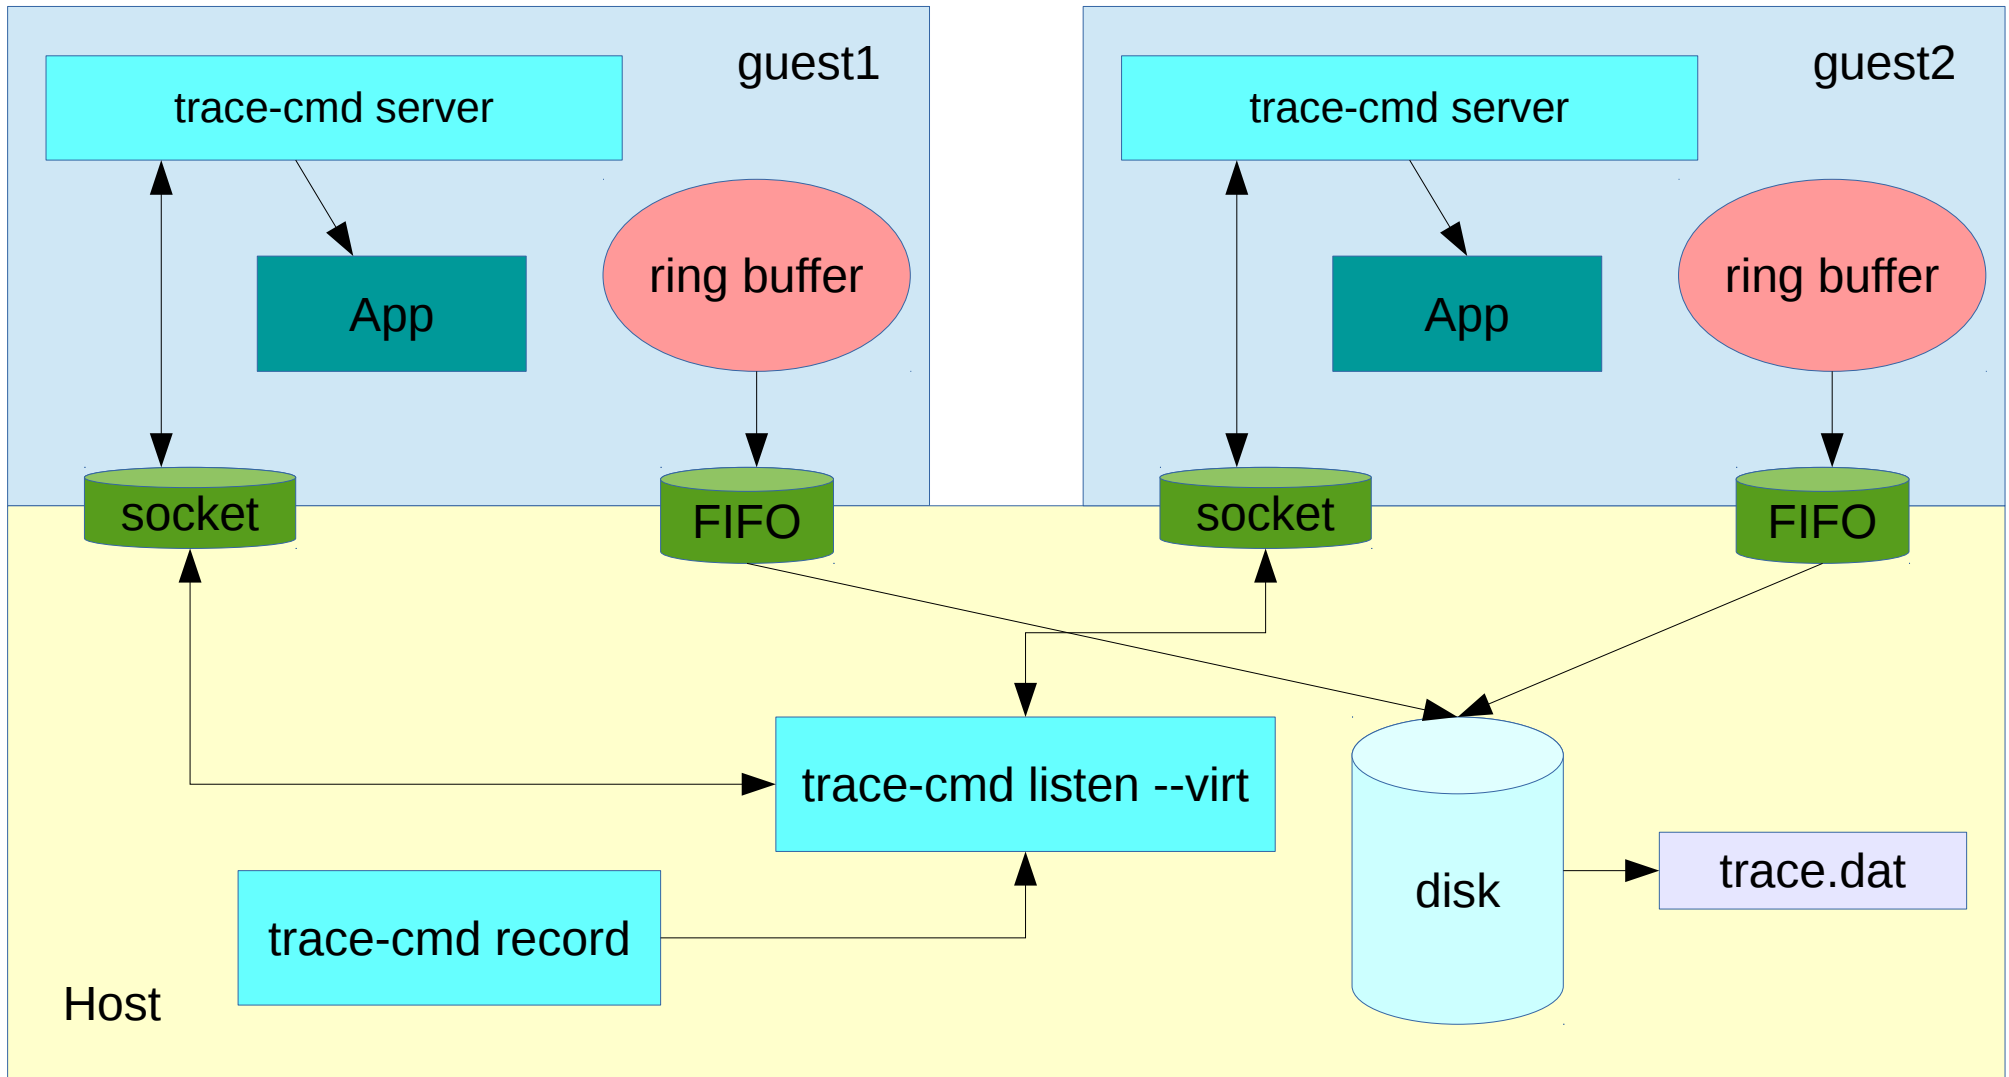 guest1
trace-cmd server
App
ring buffer
socket
FIFO
guest2
trace-cmd server
App
ring buffer
socket
FIFO
trace-cmd listen --virt
trace-cmd record
disk
trace.dat
Host